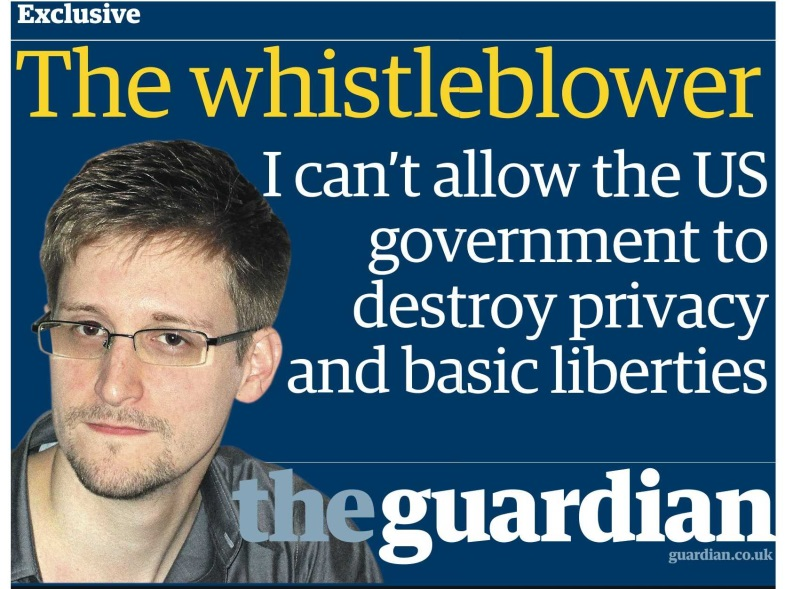 Exclusive
The whistleblower
I can’t allow the US
government to
destroy privacy
and basic liberties
theguardian
guardian.co.uk